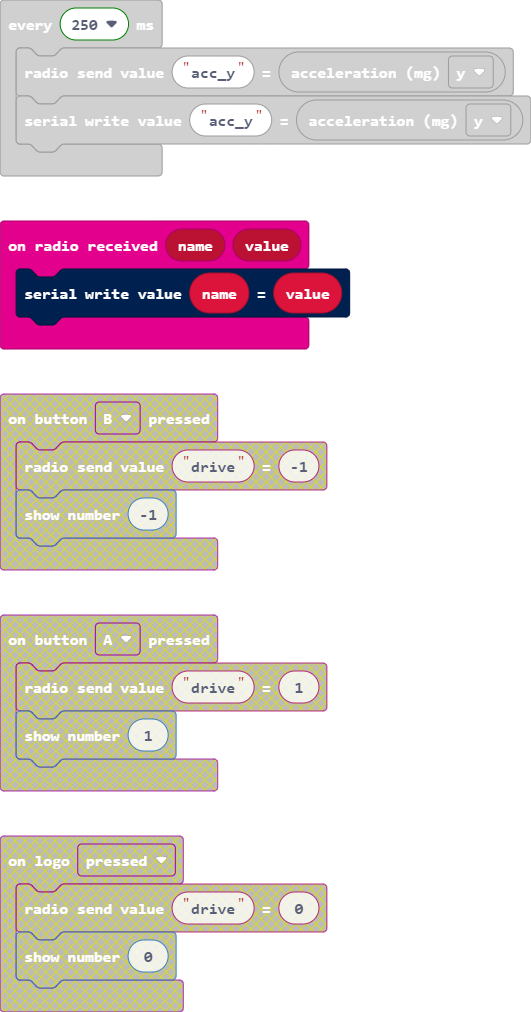 every 250 ms
radio send value "acc_y" = acceleration (mg) y
serial write value "acc_y" = acceleration (mg) y
on radio received name value
serial write value name = value
on button B pressed
radio send value "drive" = -1
show number -1
on button A pressed
radio send value "drive" = 1
show number 1
on logo pressed
radio send value "drive" = 0
show number 0